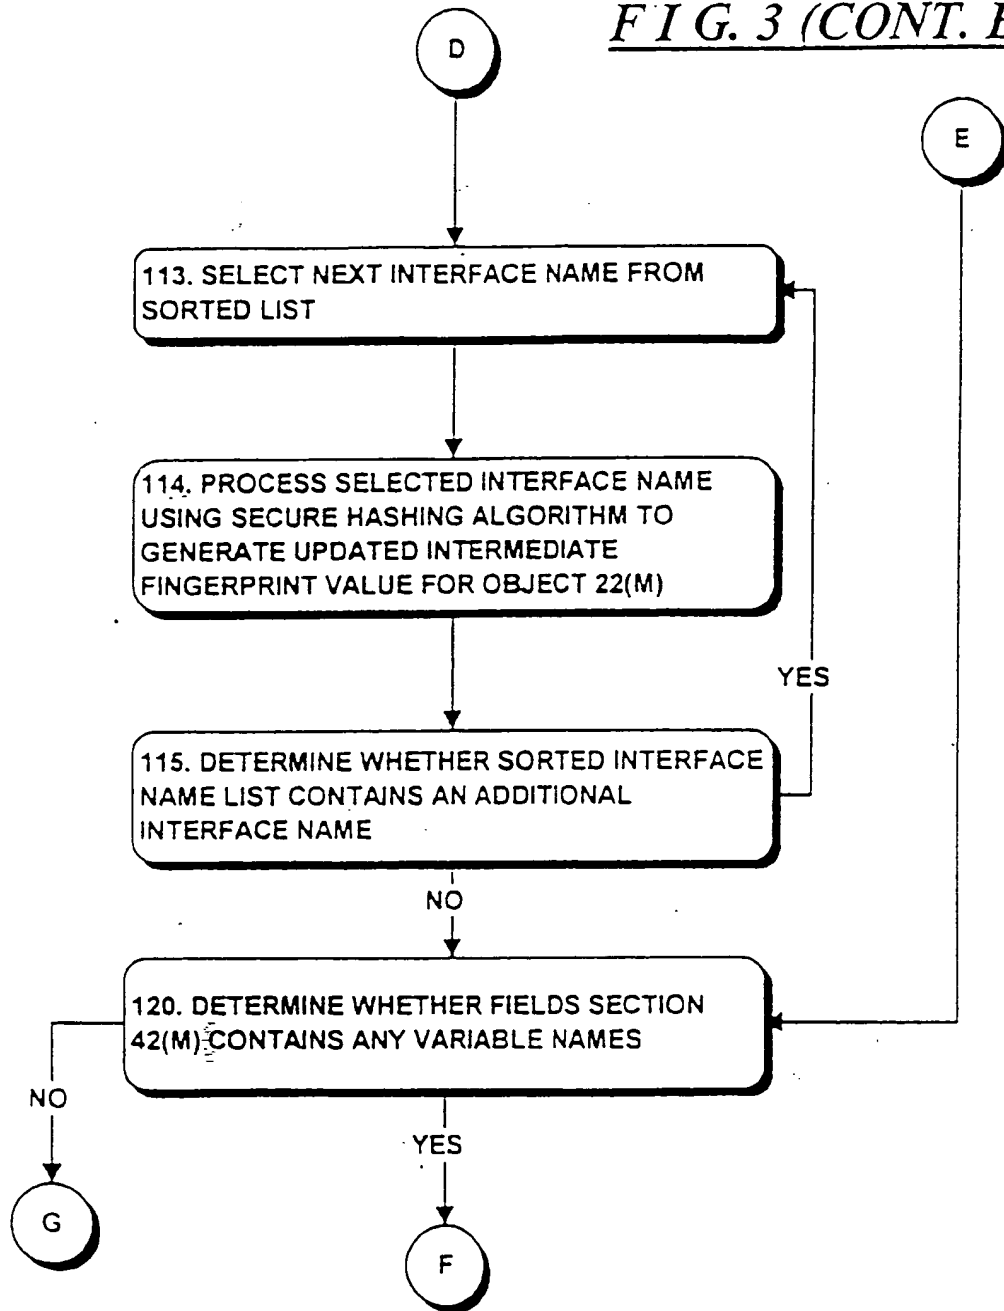 FIG. 3 (CONT. E
D
E
113. SELECT NEXT INTERFACE NAME FROM
SORTED LIST
114. PROCESS SELECTED INTERFACE NAME
USING SECURE HASHING ALGORITHM TO
GENERATE UPDATED INTERMEDIATE
FINGERPRINT VALUE FOR OBJECT 22(M)
YES
115. DETERMINE WHETHER SORTED INTERFACE
NAME LIST CONTAINS AN ADDITIONAL
INTERFACE NAME
NO
120. DETERMINE WHETHER FIELDS SECTION
42(M) CONTAINS ANY VARIABLE NAMES
NO
YES
G
F